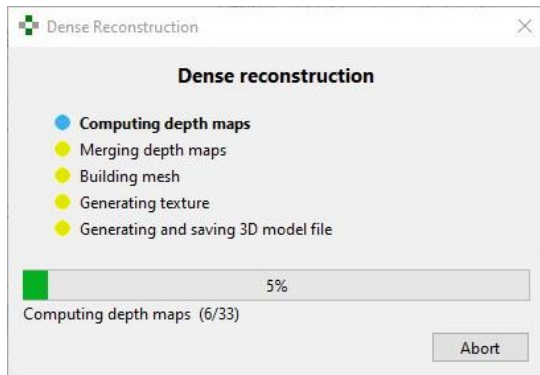 Dense Reconstruction
Dense reconstruction
Computing depth maps
Merging depth maps
Building mesh
Generating texture
Generating and saving 3D model file
5%
Computing depth maps (6/33)
Abort